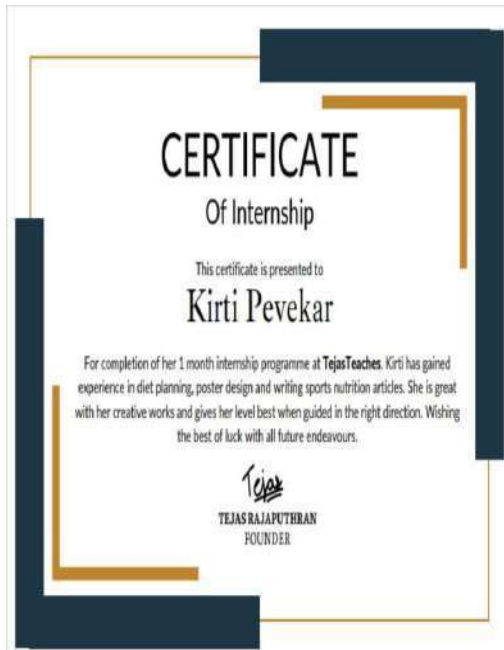 CERTIFICATE
Of Internship
This certificate is presented to
Kirti Pevekar
For completion of her 1 month internship programme at TejasTeaches. Kirti has gained
experience in diet planning, poster design and writing sports nutrition articles. She is great
with her creative works and gives her level best when guided in the right direction. Wishing
the best of luck with all future endeavours.
Tejas
TEJAS RAJAPUTHRAN
FOUNDER